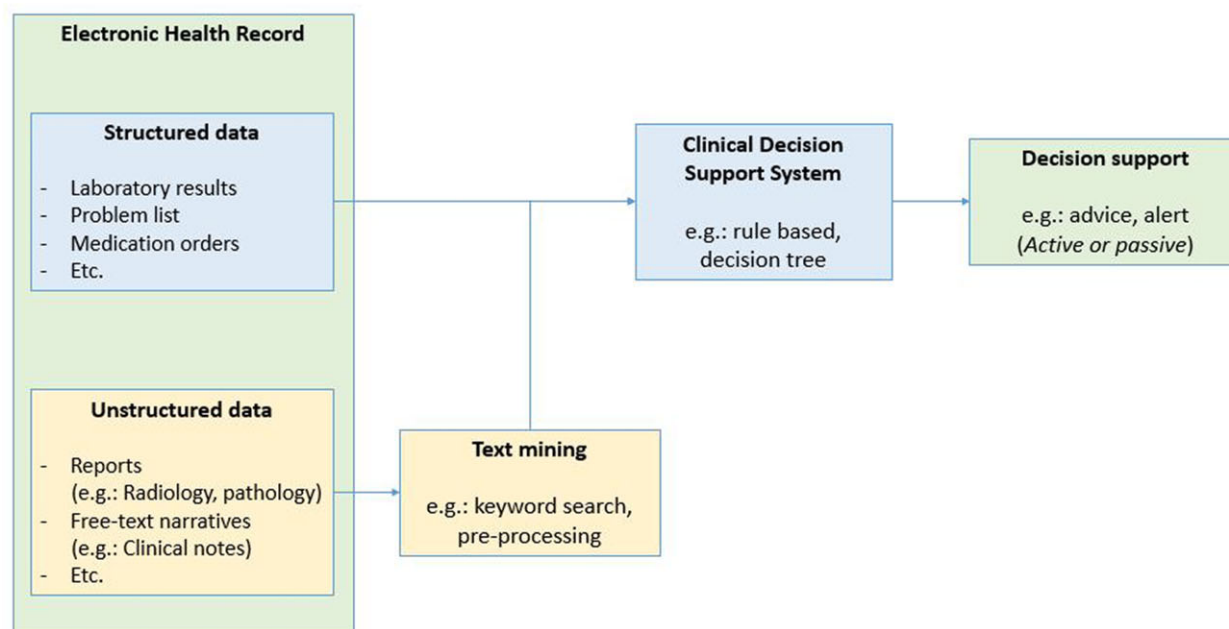 Electronic Health Record
Structured data
- Laboratory results
- Problem list
- Medication orders
- Etc.
Unstructured data
- Reports
(e.g.: Radiology, pathology)
- Free-text narratives
(e.g.: Clinical notes)
- Etc.
Text mining
e.g.: keyword search,
pre-processing
Clinical Decision
Support System
e.g.: rule based,
decision tree
Decision support
e.g.: advice, alert
(Active or passive)